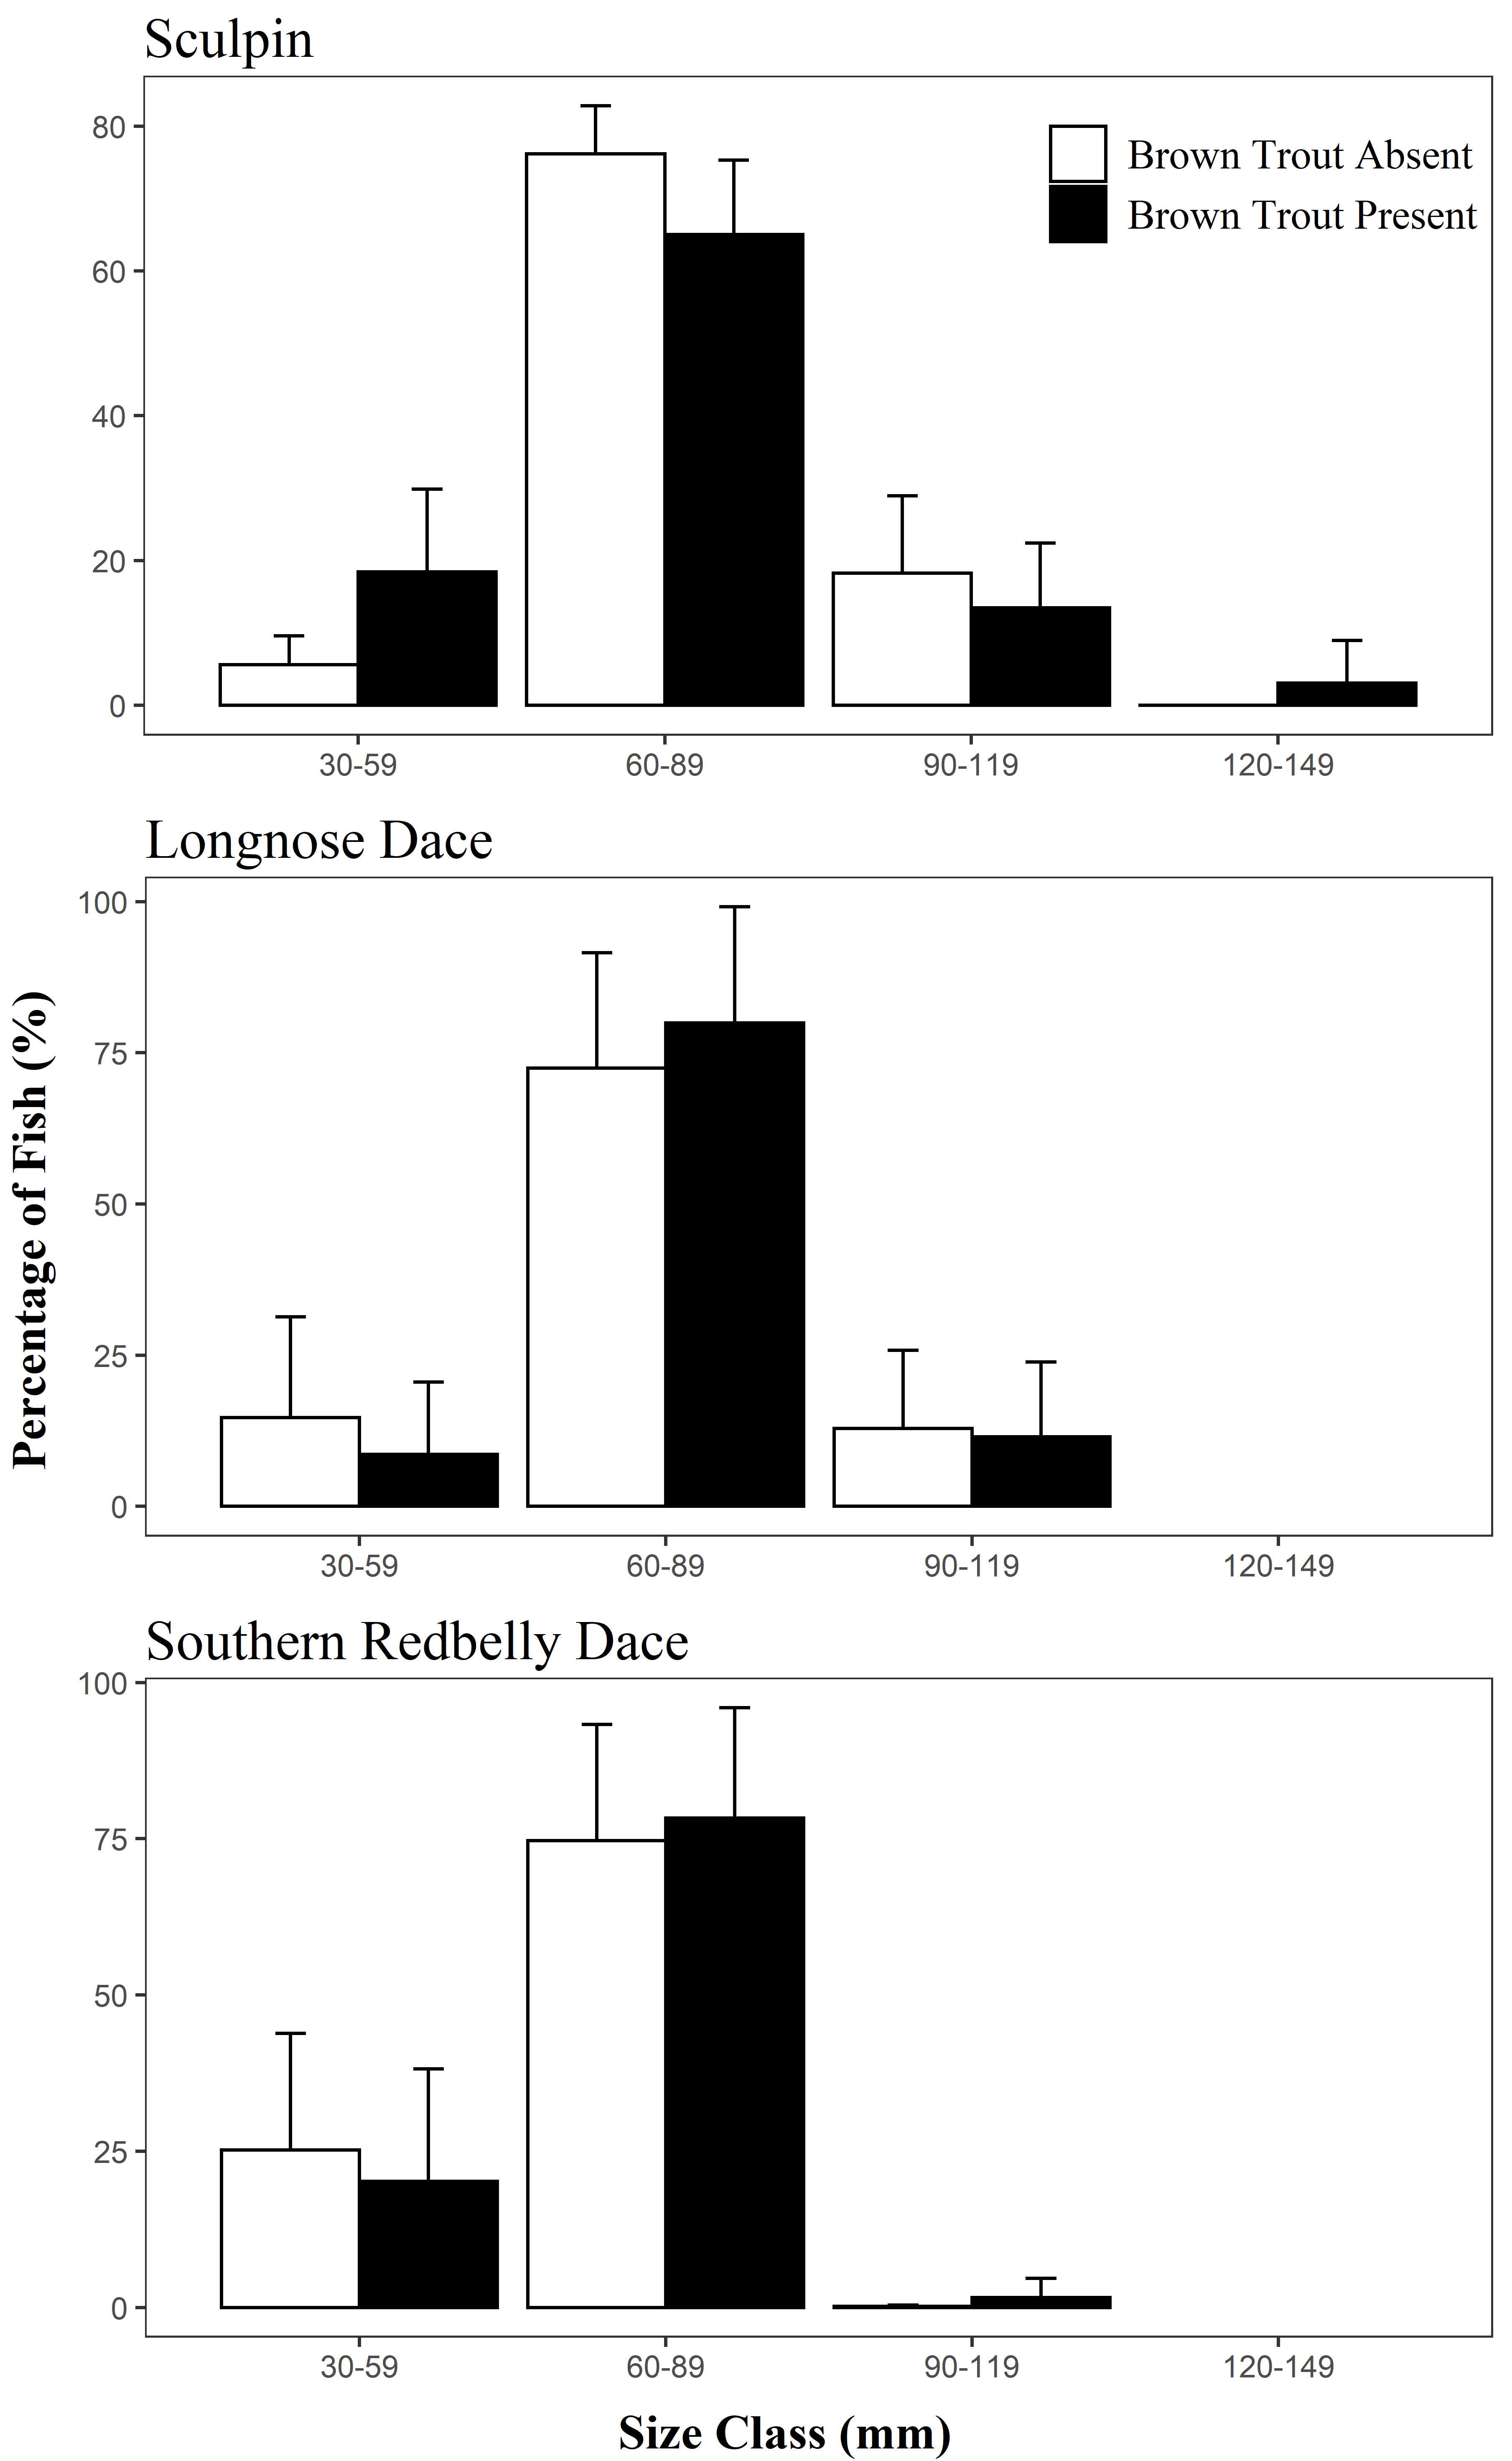 Sculpin
80
60
40
20
0
Brown Trout Absent
Brown Trout Present
30-59 60-89 90-119 120-149
Longnose Dace
Percentage of Fish (%)
100
75
50
25
0
30-59 60-89 90-119 120-149
Southern Redbelly Dace
100
75
50
25
0
30-59 60-89 90-119 120-149
Size Class (mm)